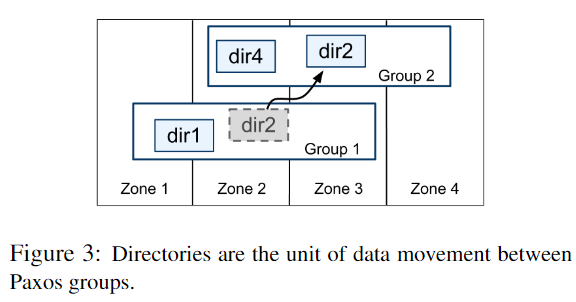 dir4
dir2
Group 2
dir1
dir2
Group 1
Zone 1
Zone 2
Zone 3
Zone 4
Figure 3: Directories are the unit of data movement between
Paxos groups.